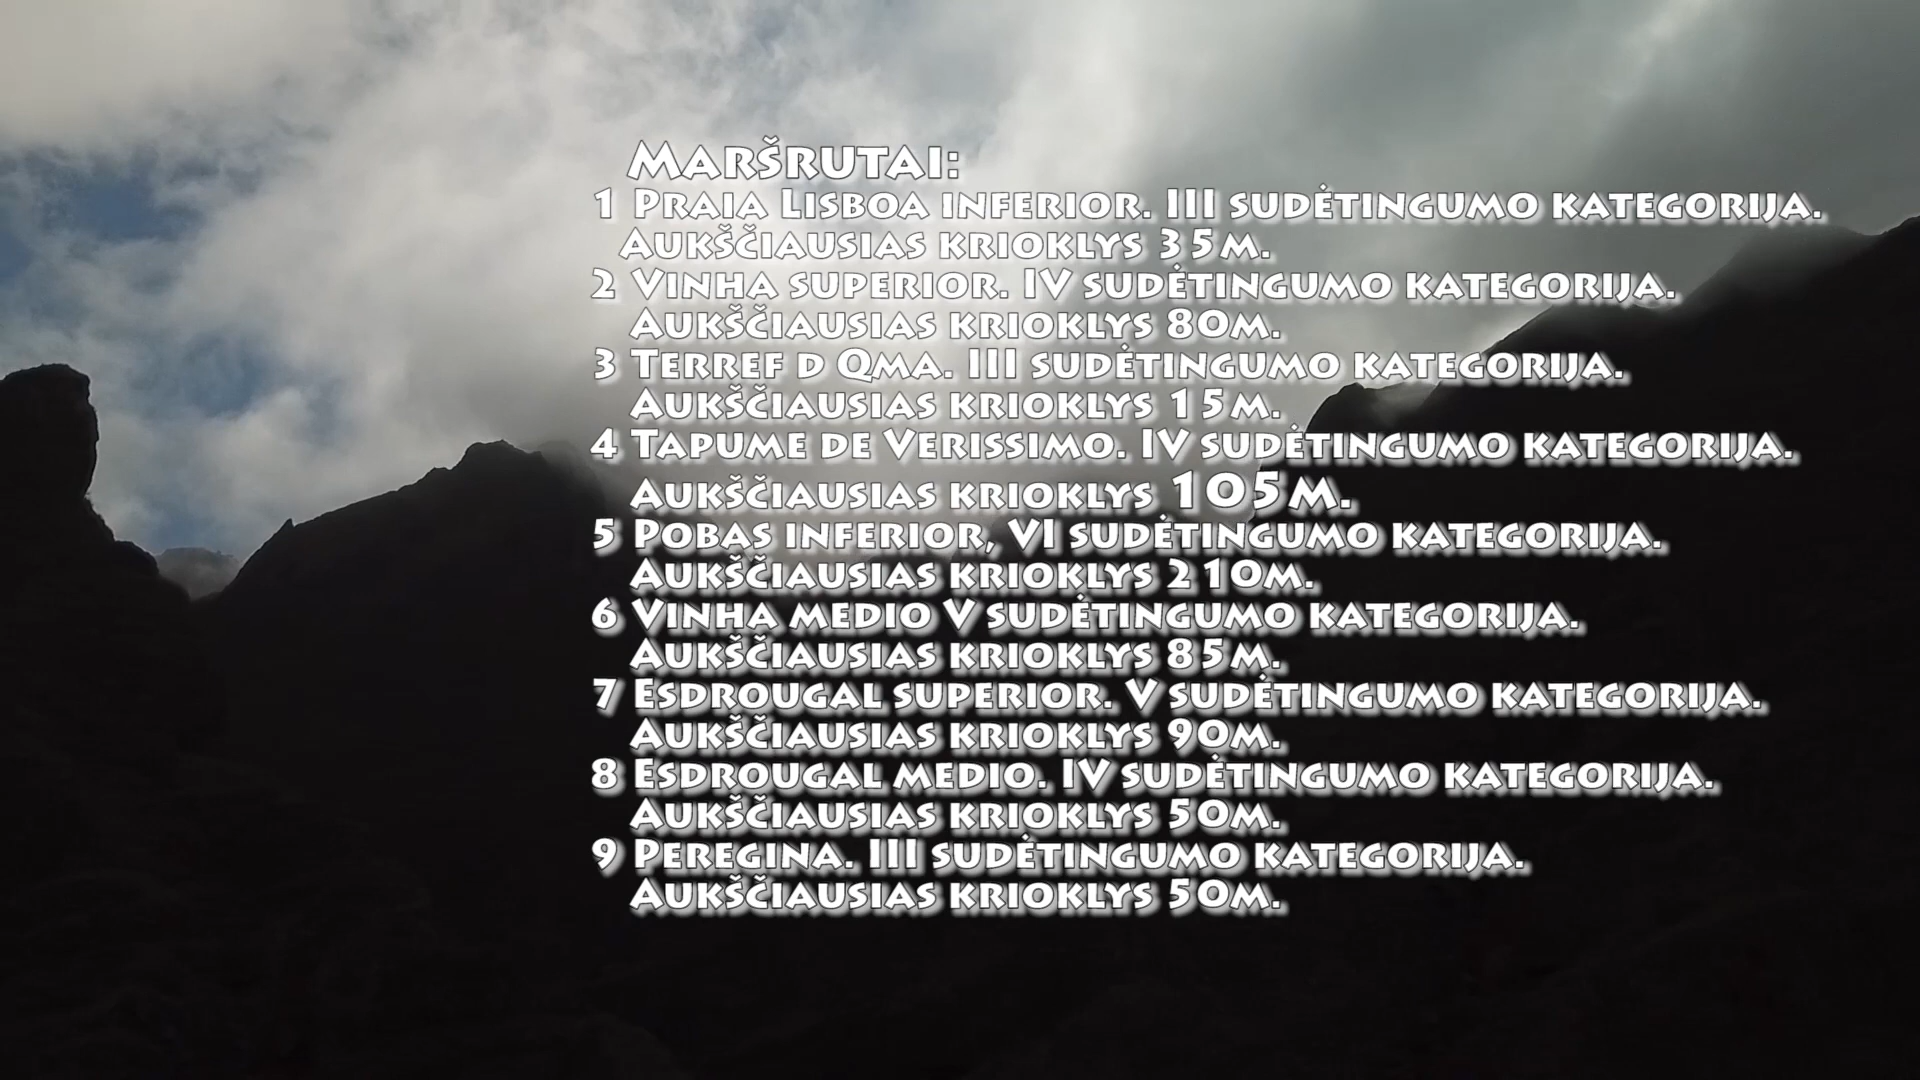 Maršrutai:
1 Praia Lisboa inferior. III sudėtingumo kategorija.
Aukščiausias krioklys 35m.
2 Vinha superior. IV sudėtingumo kategorija.
Aukščiausias krioklys 80m.
3 Terref d Qma. III sudėtingumo kategorija.
Aukščiausias krioklys 15m.
4 Tapume de Verissimo. IV sudėtingumo kategorija.
Aukščiausias krioklys 105m.
5 Pobas inferior, VI sudėtingumo kategorija.
Aukščiausias krioklys 210m.
6 Vinha medio V sudėtingumo kategorija.
Aukščiausias krioklys 85m.
7 Esdrougal superior. V sudėtingumo kategorija.
Aukščiausias krioklys 90m.
8 Esdrougal medio. IV sudėtingumo kategorija.
Aukščiausias krioklys 50m.
9 Peregina. III sudėtingumo kategorija.
Aukščiausias krioklys 50m.